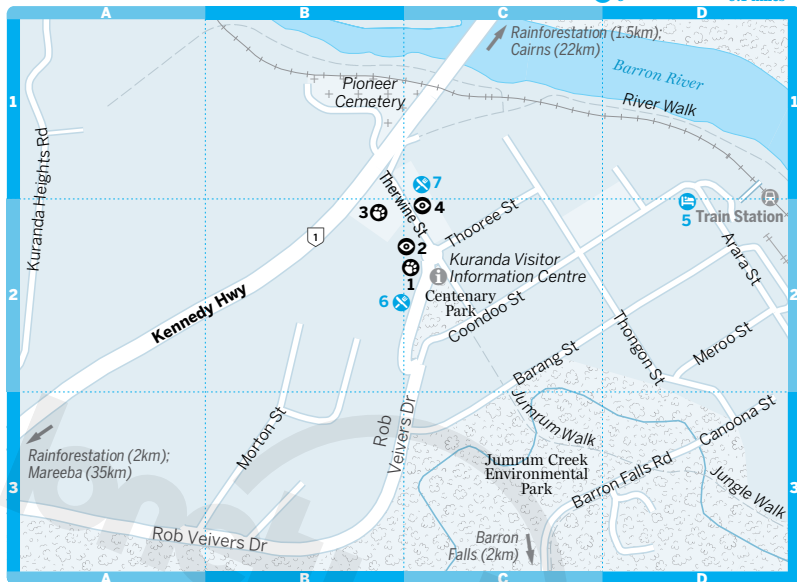 A
B
C
D
Rainforestation (1.5km);
Cairns (22km)
Barron River
River Walk
Pioneer
Cemetery
1
1
Kuranda Heights Rd
Therwine St
7
3
4
Thooree St
5
Train Station
1
2
Kuranda Visitor
Information Centre
1
Arara St
2
2
6
Centenary
Park
Coondoo St
Kennedy Hwy
Thongon St
Meroo St
Barang St
Jumrum Walk
Morton St
Rob
Veivers Dr
Canoona St
Rainforestation (2km);
Mareeba (35km)
Jumrum Creek
Environmental
Park
Barron Falls Rd
Jungle Walk
3
3
Rob Veivers Dr
Barron
Falls (2km)
A
B
C
D